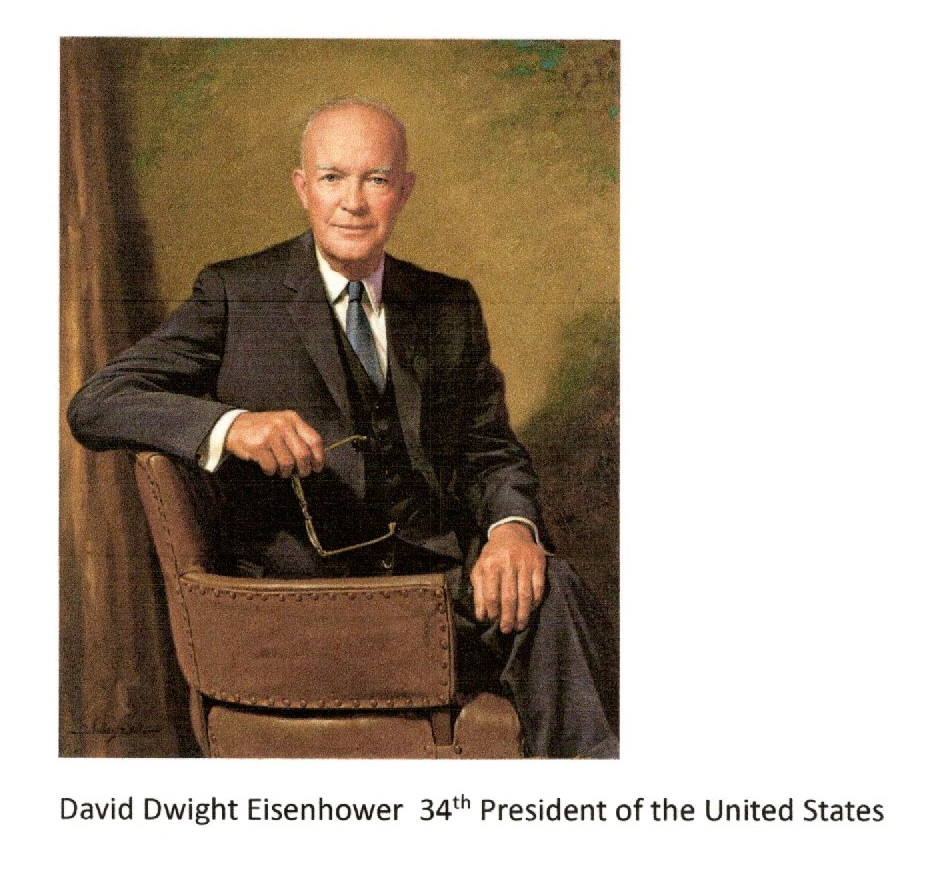 David Dwight Eisenhower 34th President of the United States